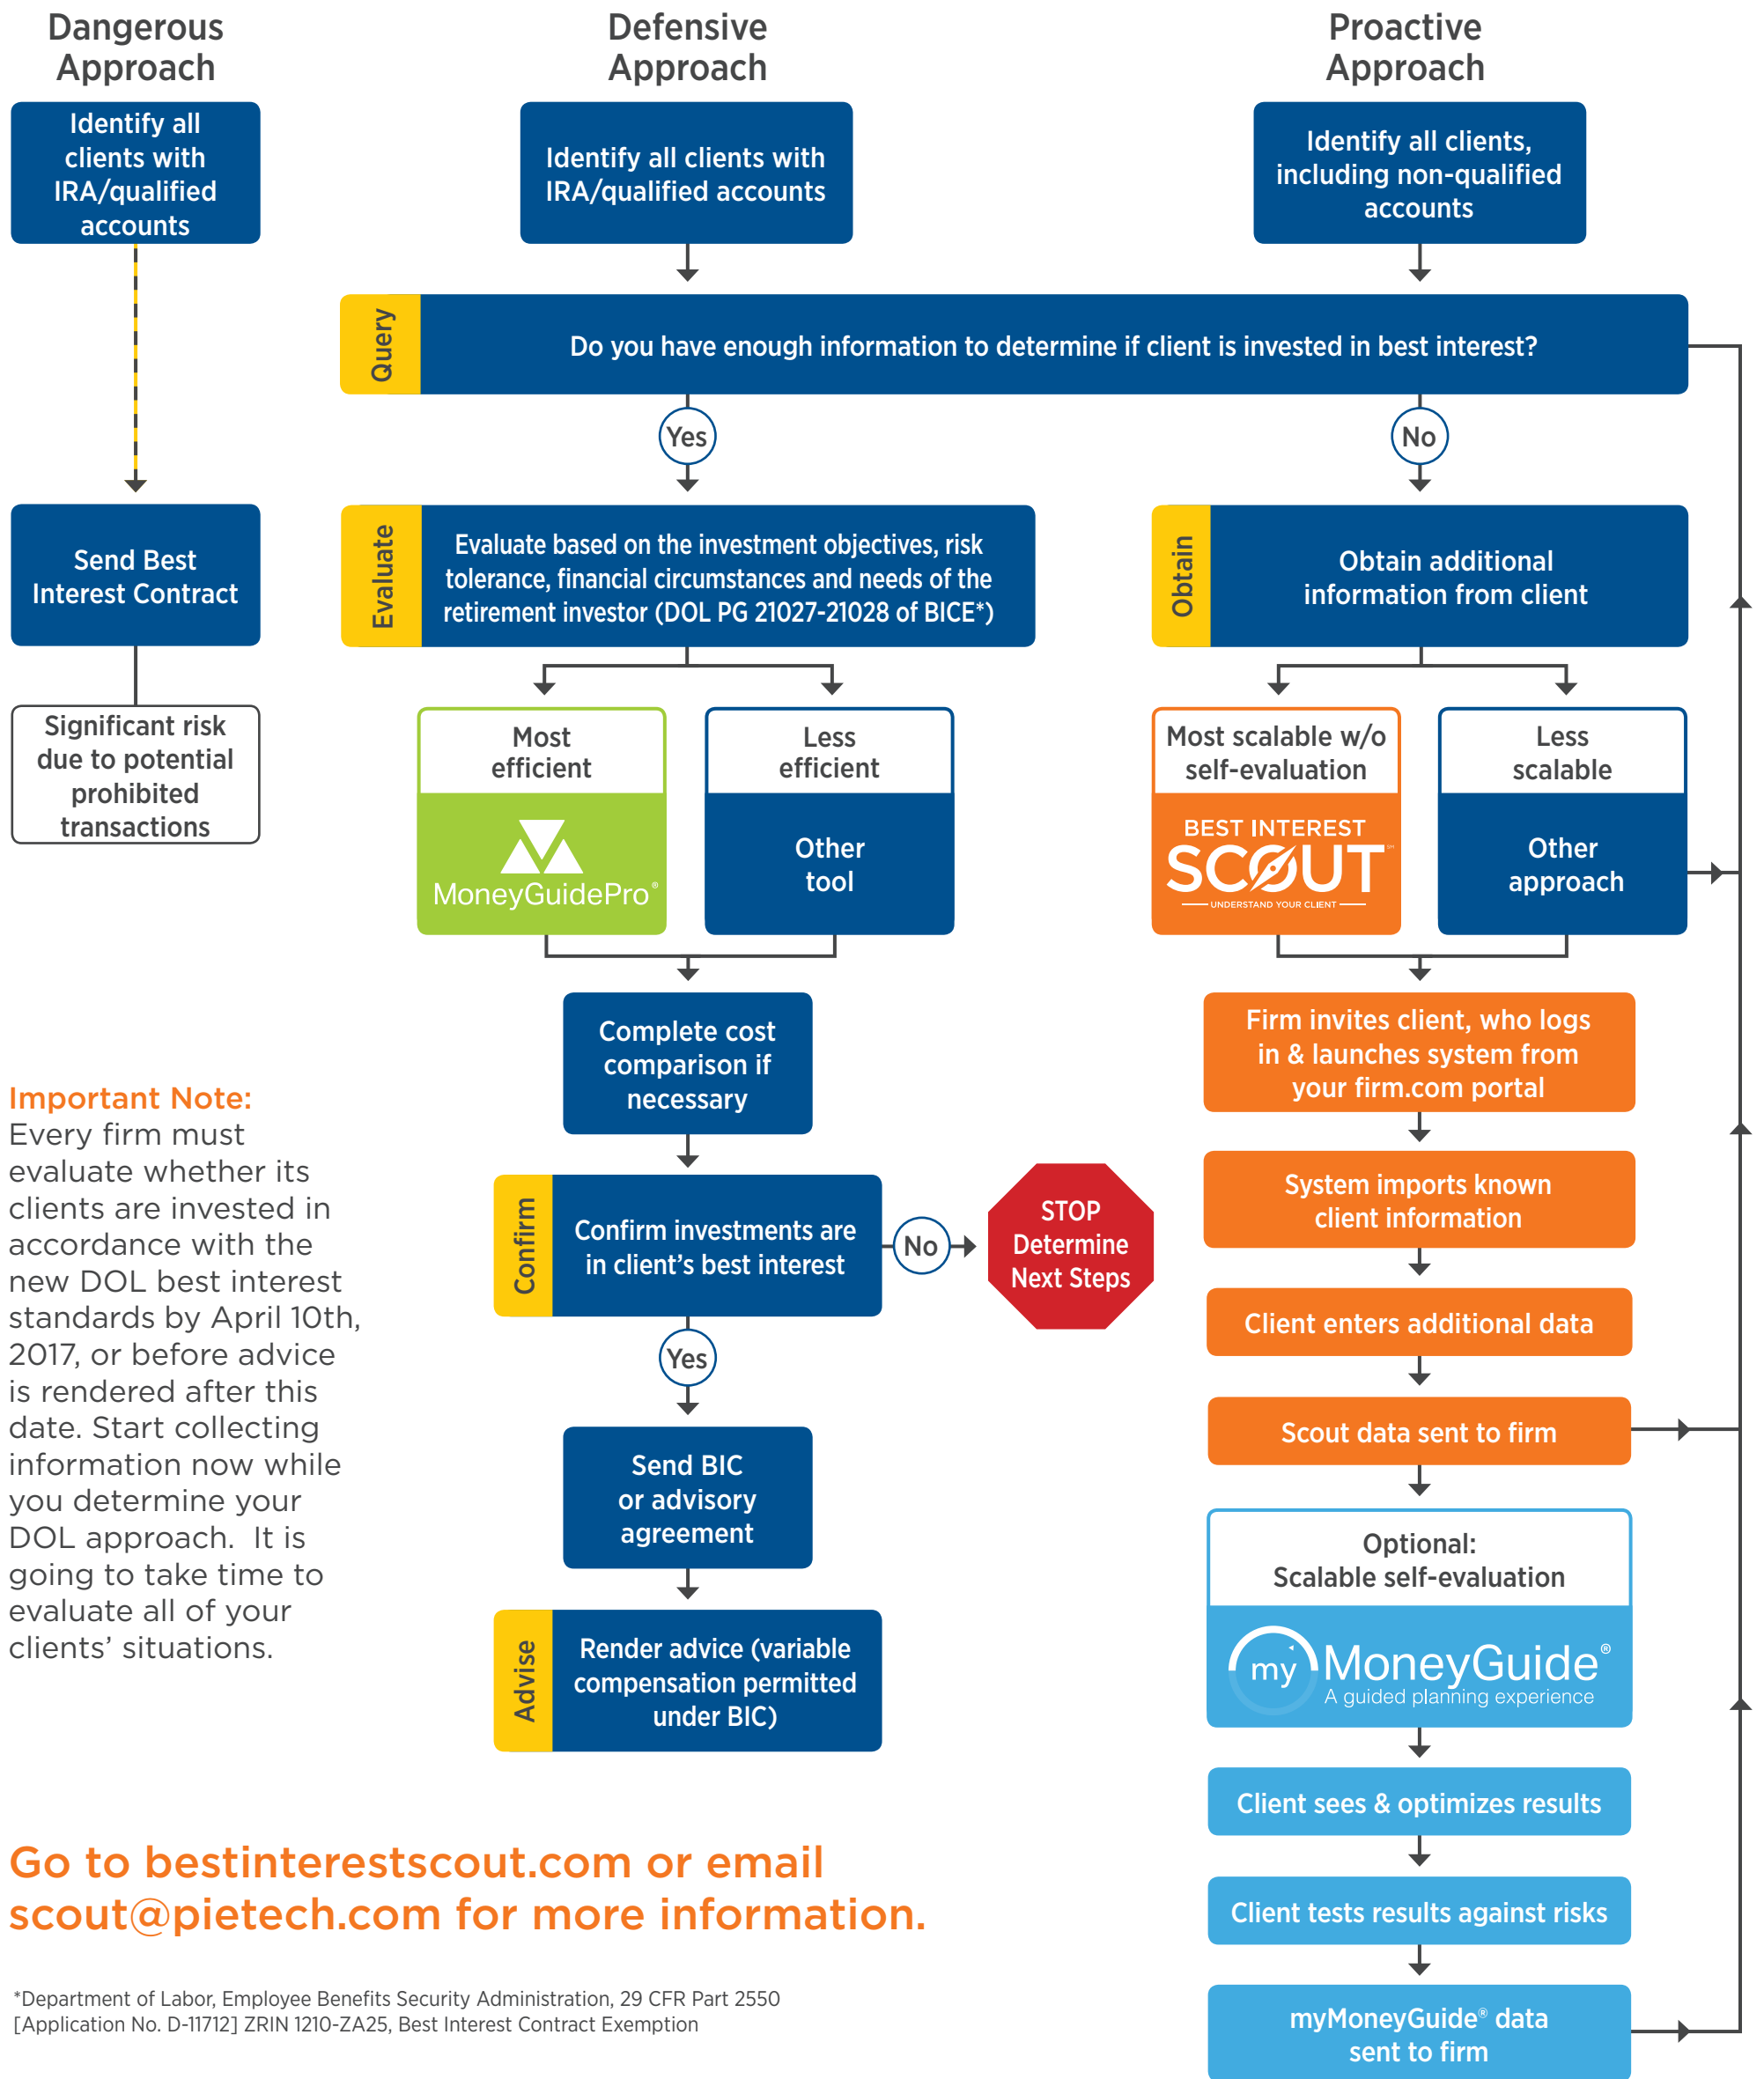 Dangerous
Approach
Identify all
clients with
IRA/qualified
accounts
Send Best
Interest Contract
Significant risk
due to potential
prohibited
transactions
Defensive
Approach
Identify all clients with
IRA/qualified accounts
Proactive
Approach
Identify all clients,
including non-qualified
accounts
Query
Do you have enough information to determine if client is invested in best interest?
Yes
No
Evaluate
Evaluate based on the investment objectives, risk
tolerance, financial circumstances and needs of the
retirement investor (DOL PG 21027-21028 of BICE*)
Most
efficient
MoneyGuidePro®
Less
efficient
Other
tool
Complete cost
comparison if
necessary
Confirm
Confirm investments are
in client's best interest
No
STOP
Determine
Next Steps
Yes
Send BIC
or advisory
agreement
Advise
Render advice (variable
compensation permitted
under BIC)
Obtain
Obtain additional
information from client
Most scalable w/o
self-evaluation
BEST INTEREST
SCOUT℠
UNDERSTAND YOUR CLIENT
Less
scalable
Other
approach
Firm invites client, who logs
in & launches system from
your firm.com portal
System imports known
client information
Client enters additional data
Scout data sent to firm
Optional:
Scalable self-evaluation
my MoneyGuide®
A guided planning experience
Client sees & optimizes results
Client tests results against risks
myMoneyGuide® data
sent to firm
Important Note:
Every firm must
evaluate whether its
clients are invested in
accordance with the
new DOL best interest
standards by April 10th,
2017, or before advice
is rendered after this
date. Start collecting
information now while
you determine your
DOL approach.  It is
going to take time to
evaluate all of your
clients' situations.
Go to bestinterestscout.com or email
scout@pietech.com for more information.
*Department of Labor, Employee Benefits Security Administration, 29 CFR Part 2550
[Application No. D-11712] ZRIN 1210-ZA25, Best Interest Contract Exemption